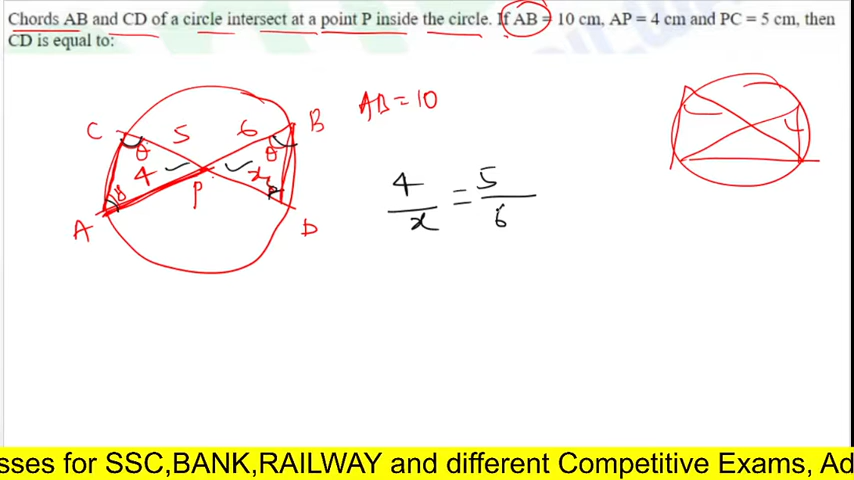 Chords AB and CD of a circle intersect at a point P inside the circle. If AB = 10 cm, AP = 4 cm and PC = 5 cm, then
CD is equal to:
AB = 10
C 5 6 B
θ θ
4 x
P
A D
4/x = 5/6
sses for SSC,BANK,RAILWAY and different Competitive Exams, Ad